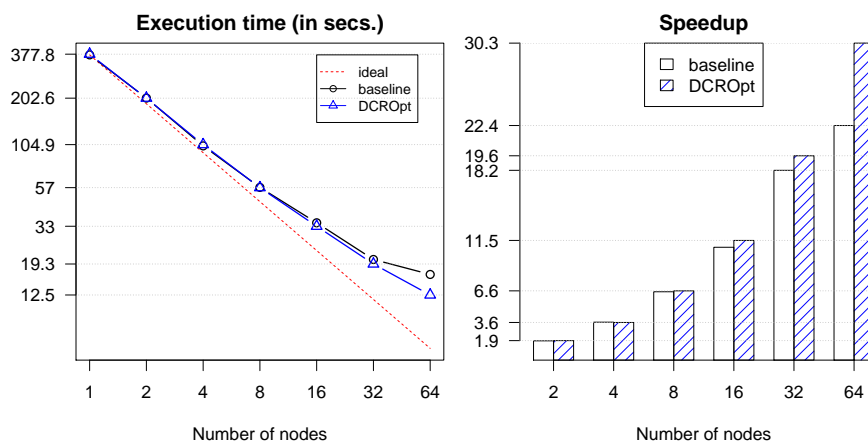 Execution time (in secs.)
377.8
202.6
104.9
57
33
19.3
12.5
ideal
baseline
DCROpt
1 2 4 8 16 32 64
Number of nodes
Speedup
30.3
22.4
19.6
18.2
11.5
6.6
3.6
1.9
baseline
DCROpt
2 4 8 16 32 64
Number of nodes